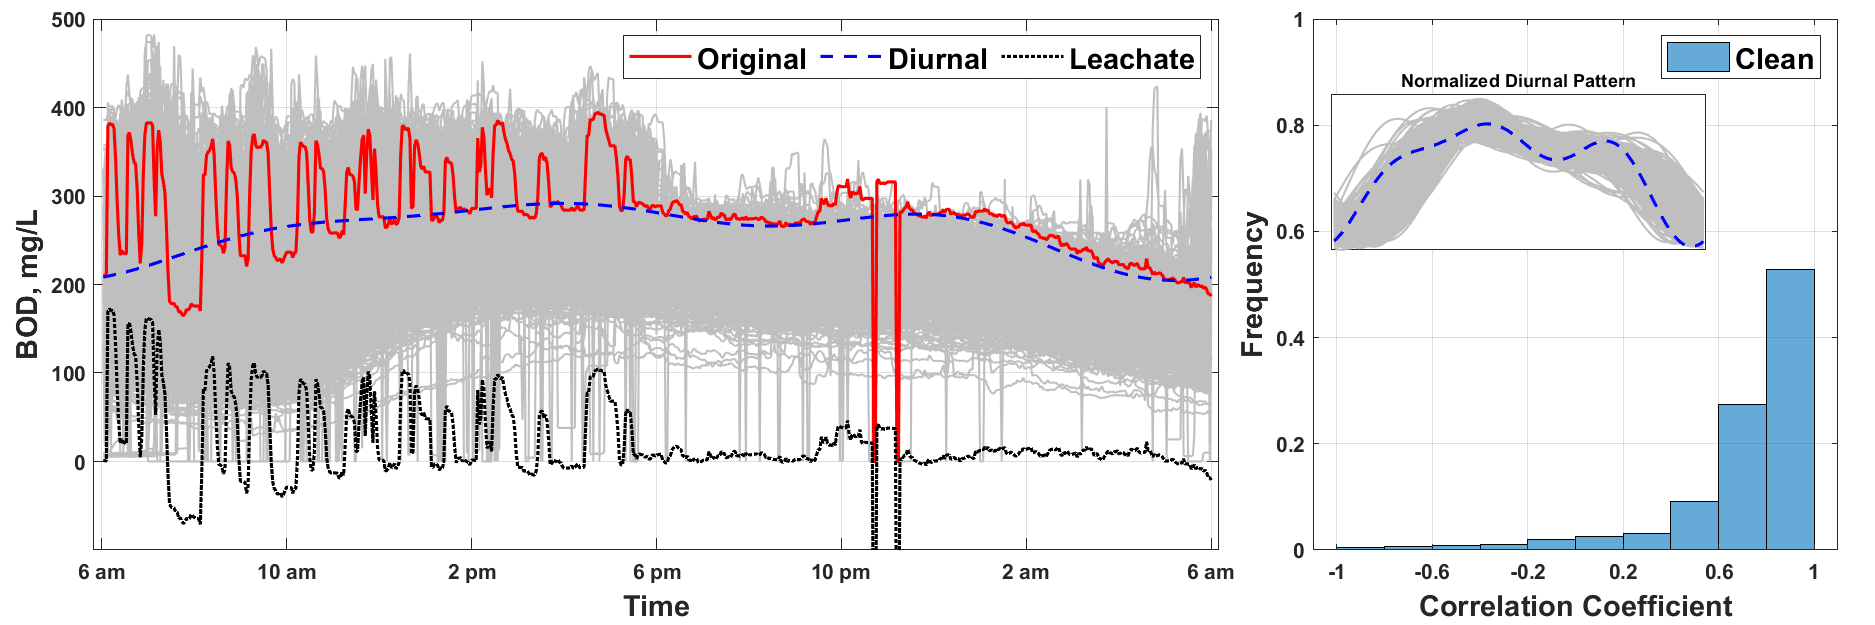 500
400
300
200
100
0
BOD, mg/L
Original Diurnal Leachate
6 am 10 am 2 pm 6 pm 10 pm 2 am 6 am
Time
1
0.8
0.6
0.4
0.2
0
Frequency
Clean
Normalized Diurnal Pattern
-1 -0.6 -0.2 0.2 0.6 1
Correlation Coefficient